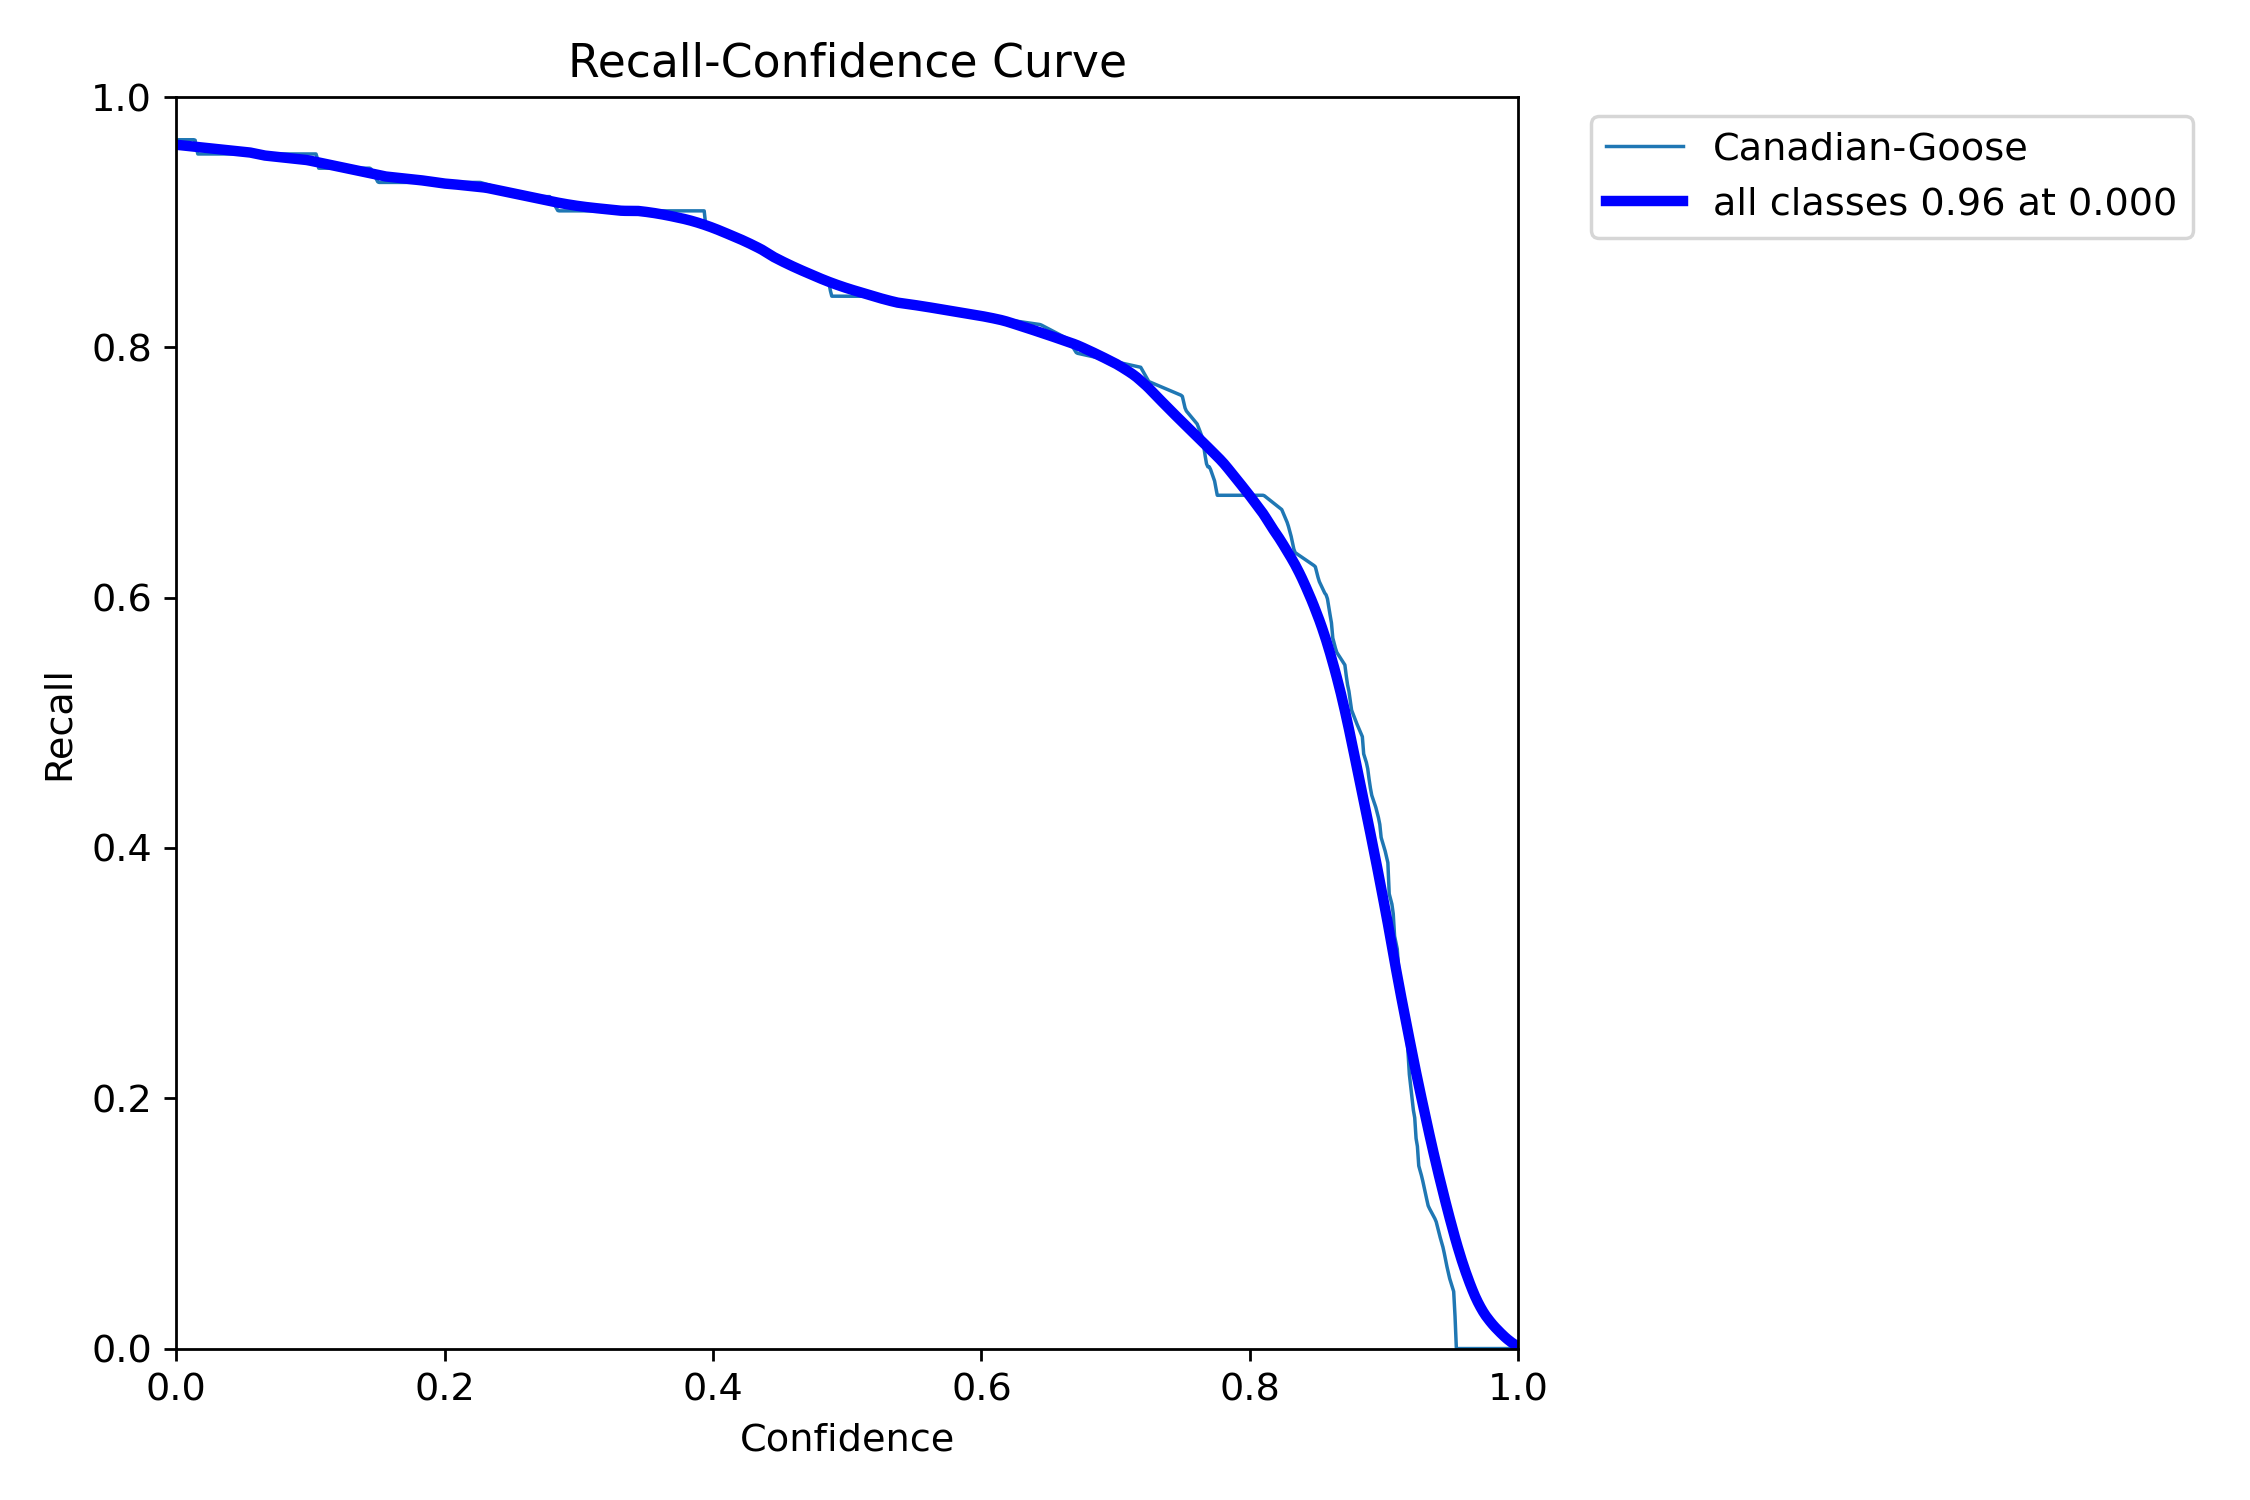 Recall-Confidence Curve
1.0
0.8
0.6
0.4
0.2
0.0
Recall
0.0 0.2 0.4 0.6 0.8 1.0
Confidence
Canadian-Goose
all classes 0.96 at 0.000